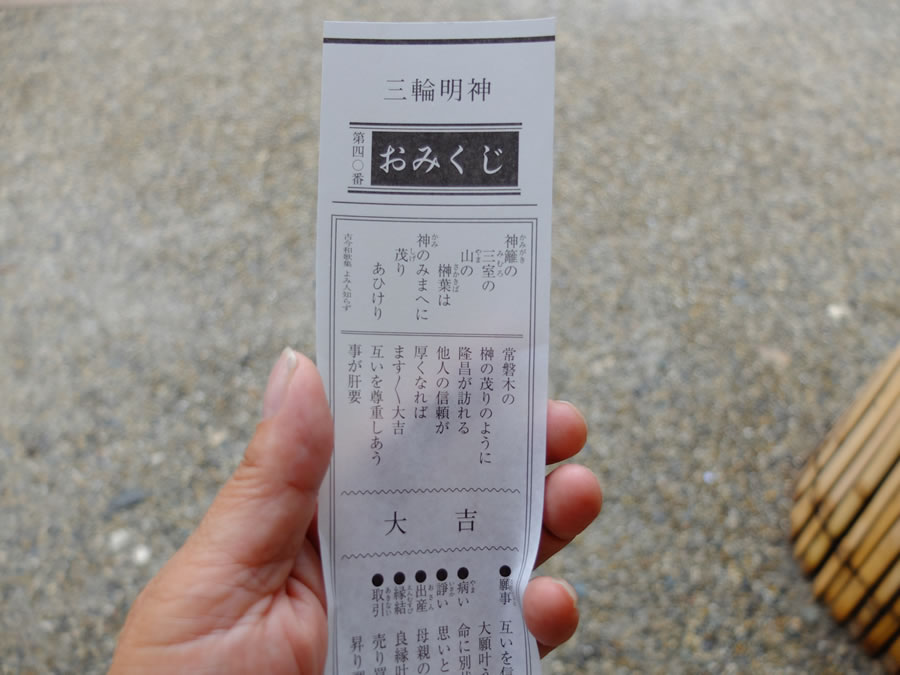 三輪明神
おみくじ
第四〇番
神籬の
三室の
山の
榊葉は
神のみまへに
茂り
あひけり
古今和歌集 よみ人知らず
常磐木の
榊の茂りのように
隆昌が訪れる
他人の信頼が
厚くなれば
ます〱大吉
互いを尊重しあう
事が肝要
大吉
●願事
互いを信
大願叶う
●病い
命に別
●諍い
思いと
●出産
母親の
●縁結
良縁叶
●取引
売り買
昇り